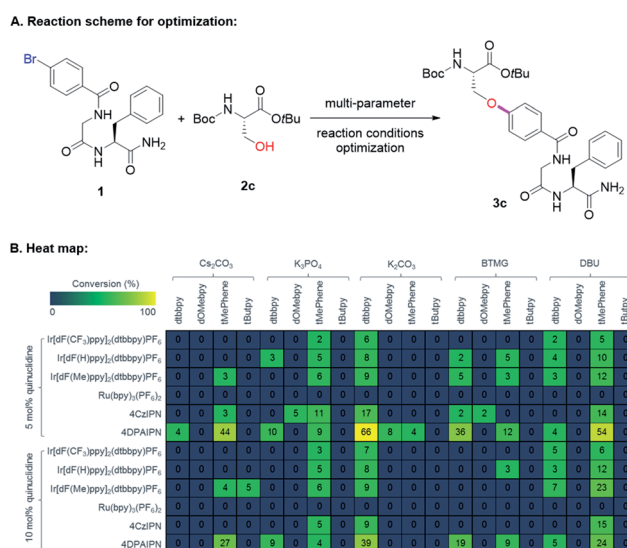 A. Reaction scheme for optimization:
Br
O
NH
O
N
H
O
NH₂
1
+
BocHN
O
OtBu
OH
2c
multi-parameter
reaction conditions
optimization
BocHN
O
OtBu
O
O
NH
O
N
H
O
NH₂
3c
B. Heat map:
Conversion (%)
0 100
Cs₂CO₃ K₃PO₄ K₂CO₃ BTMG DBU
dtbbpy dOMebpy tMePhene tButpy dtbbpy dOMebpy tMePhene tButpy dtbbpy dOMebpy tMePhene tButpy dtbbpy dOMebpy tMePhene tButpy dtbbpy dOMebpy tMePhene tButpy
5 mol% quinuclidine
Ir[dF(CF₃)ppy]₂(dtbbpy)PF₆ 0 0 0 0 0 0 2 0 6 0 0 0 0 0 0 0 2 0 5 0
Ir[dF(H)ppy]₂(dtbbpy)PF₆ 0 0 0 0 3 0 5 0 8 0 0 0 2 0 5 0 4 0 10 0
Ir[dF(Me)ppy]₂(dtbbpy)PF₆ 0 0 3 0 0 0 6 0 9 0 0 0 5 0 3 0 3 0 12 0
Ru(bpy)₃(PF₆)₂ 0 0 0 0 0 0 0 0 0 0 0 0 0 0 0 0 0 0 0 0
4CzIPN 0 0 3 0 0 5 11 0 17 0 0 0 2 2 0 0 0 0 14 0
4DPAIPN 4 0 44 0 10 0 9 0 66 8 4 0 36 0 12 0 4 0 54 0
10 mol% quinuclidine
Ir[dF(CF₃)ppy]₂(dtbbpy)PF₆ 0 0 0 0 0 0 3 0 7 0 0 0 0 0 0 0 5 0 6 0
Ir[dF(H)ppy]₂(dtbbpy)PF₆ 0 0 0 0 0 0 5 0 8 0 0 0 0 0 3 0 3 0 12 0
Ir[dF(Me)ppy]₂(dtbbpy)PF₆ 0 0 4 5 0 0 6 0 9 0 0 0 0 0 0 0 7 0 23 0
Ru(bpy)₃(PF₆)₂ 0 0 0 0 0 0 0 0 0 0 0 0 0 0 0 0 0 0 0 0
4CzIPN 0 0 0 0 0 0 5 0 9 0 0 0 0 0 0 0 0 0 15 0
4DPAIPN 0 0 27 0 9 0 4 0 39 0 0 0 19 0 9 0 5 0 24 0